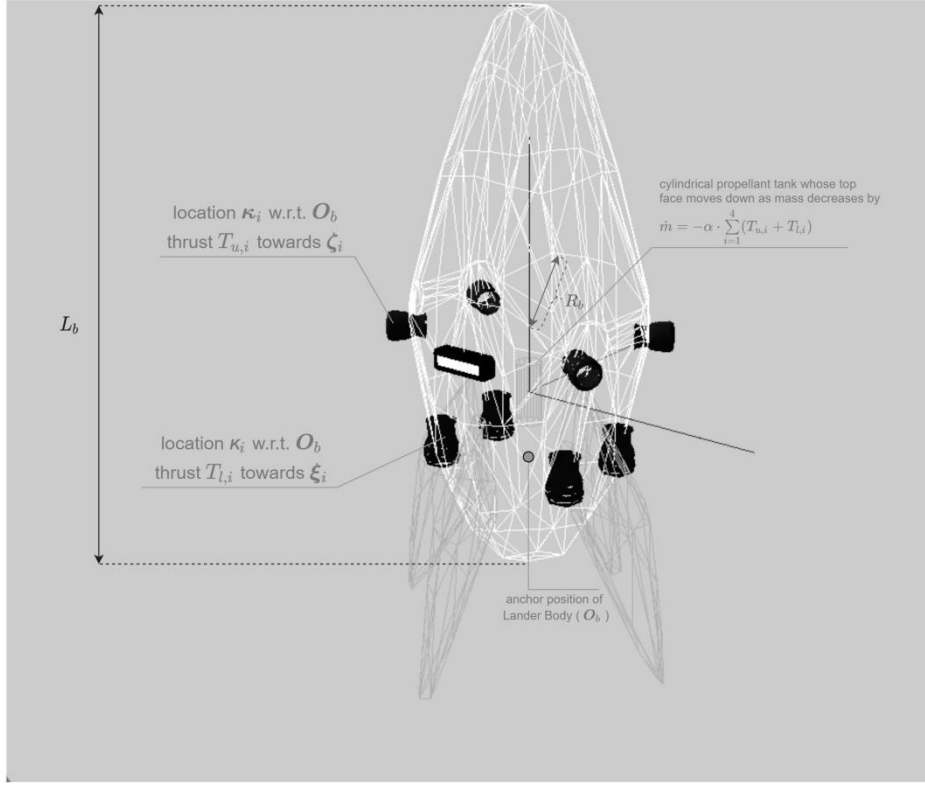 cylindrical propellant tank whose top
face moves down as mass decreases by
ṁ = −α · ∑_{i=1}^{4} (T_{u,i} + T_{l,i})
location κ_i w.r.t. O_b
thrust T_{u,i} towards ζ_i
R_b
L_b
location κ_i w.r.t. O_b
thrust T_{l,i} towards ξ_i
anchor position of
Lander Body ( O_b )